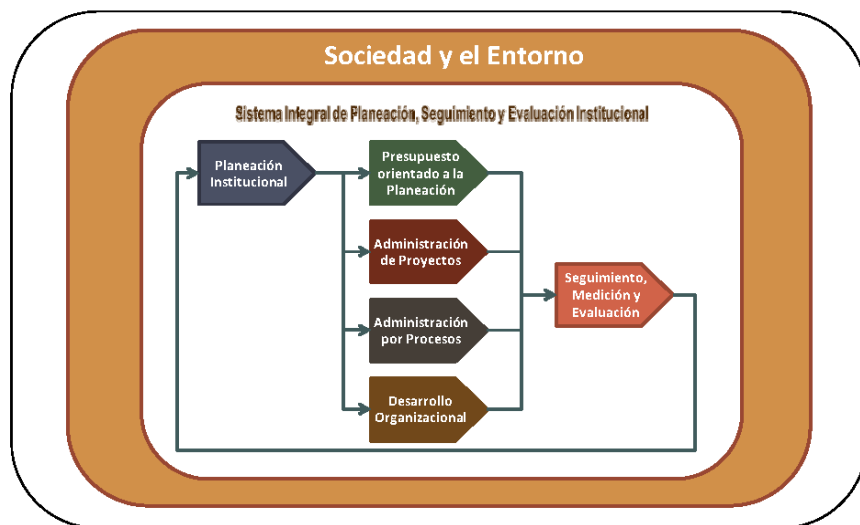 Sociedad y el Entorno
Sistema Integral de Planeación, Seguimiento y Evaluación Institucional
Planeación
Institucional
Presupuesto
orientado a la
Planeación
Administración
de Proyectos
Administración
por Procesos
Desarrollo
Organizacional
Seguimiento,
Medición y
Evaluación